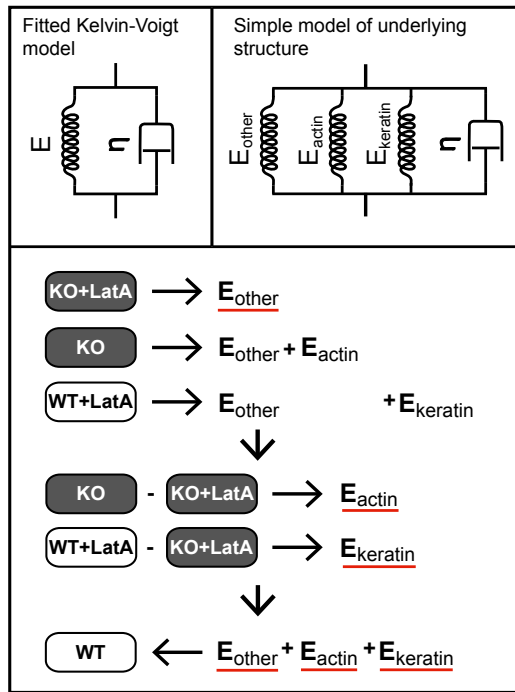 Fitted Kelvin-Voigt
model
Simple model of underlying
structure
E
η
E_other
E_actin
E_keratin
η
KO+LatA E_other
KO E_other + E_actin
WT+LatA E_other + E_keratin
KO - KO+LatA E_actin
WT+LatA - KO+LatA E_keratin
WT E_other + E_actin + E_keratin